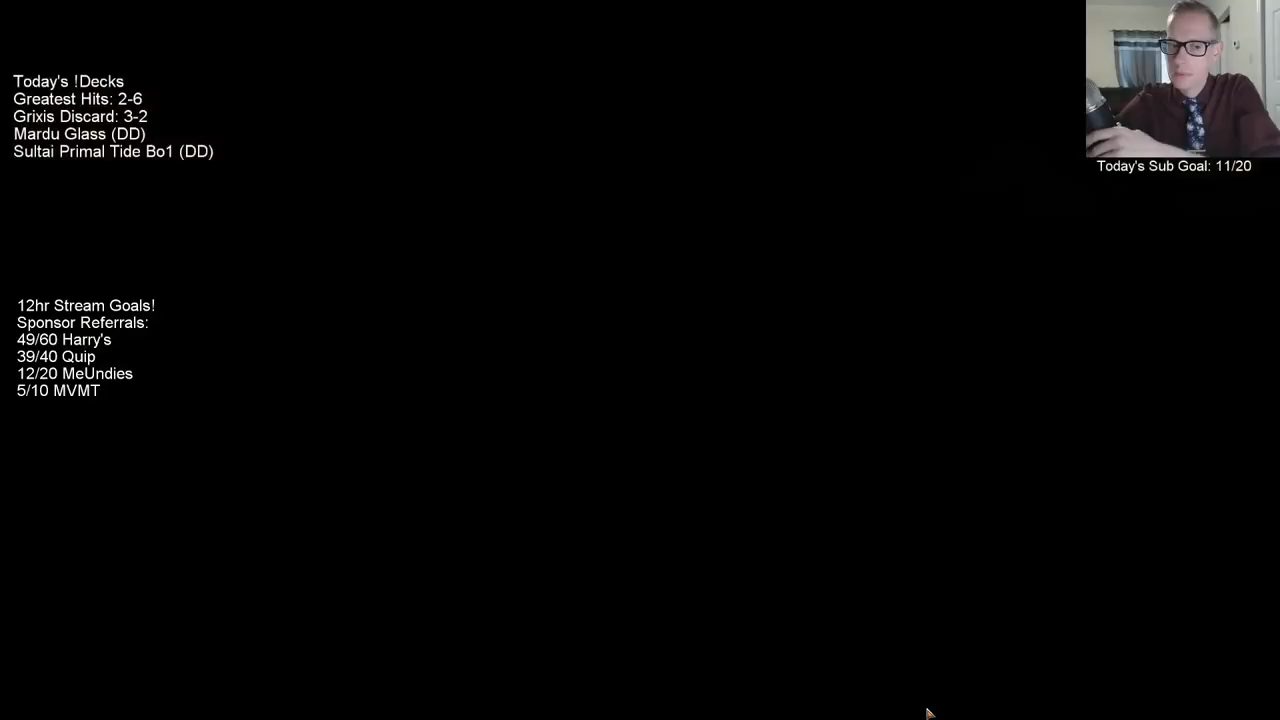 Today's !Decks
Greatest Hits: 2-6
Grixis Discard: 3-2
Mardu Glass (DD)
Sultai Primal Tide Bo1 (DD)
Today's Sub Goal: 11/20
12hr Stream Goals!
Sponsor Referrals:
49/60 Harry's
39/40 Quip
12/20 MeUndies
5/10 MVMT